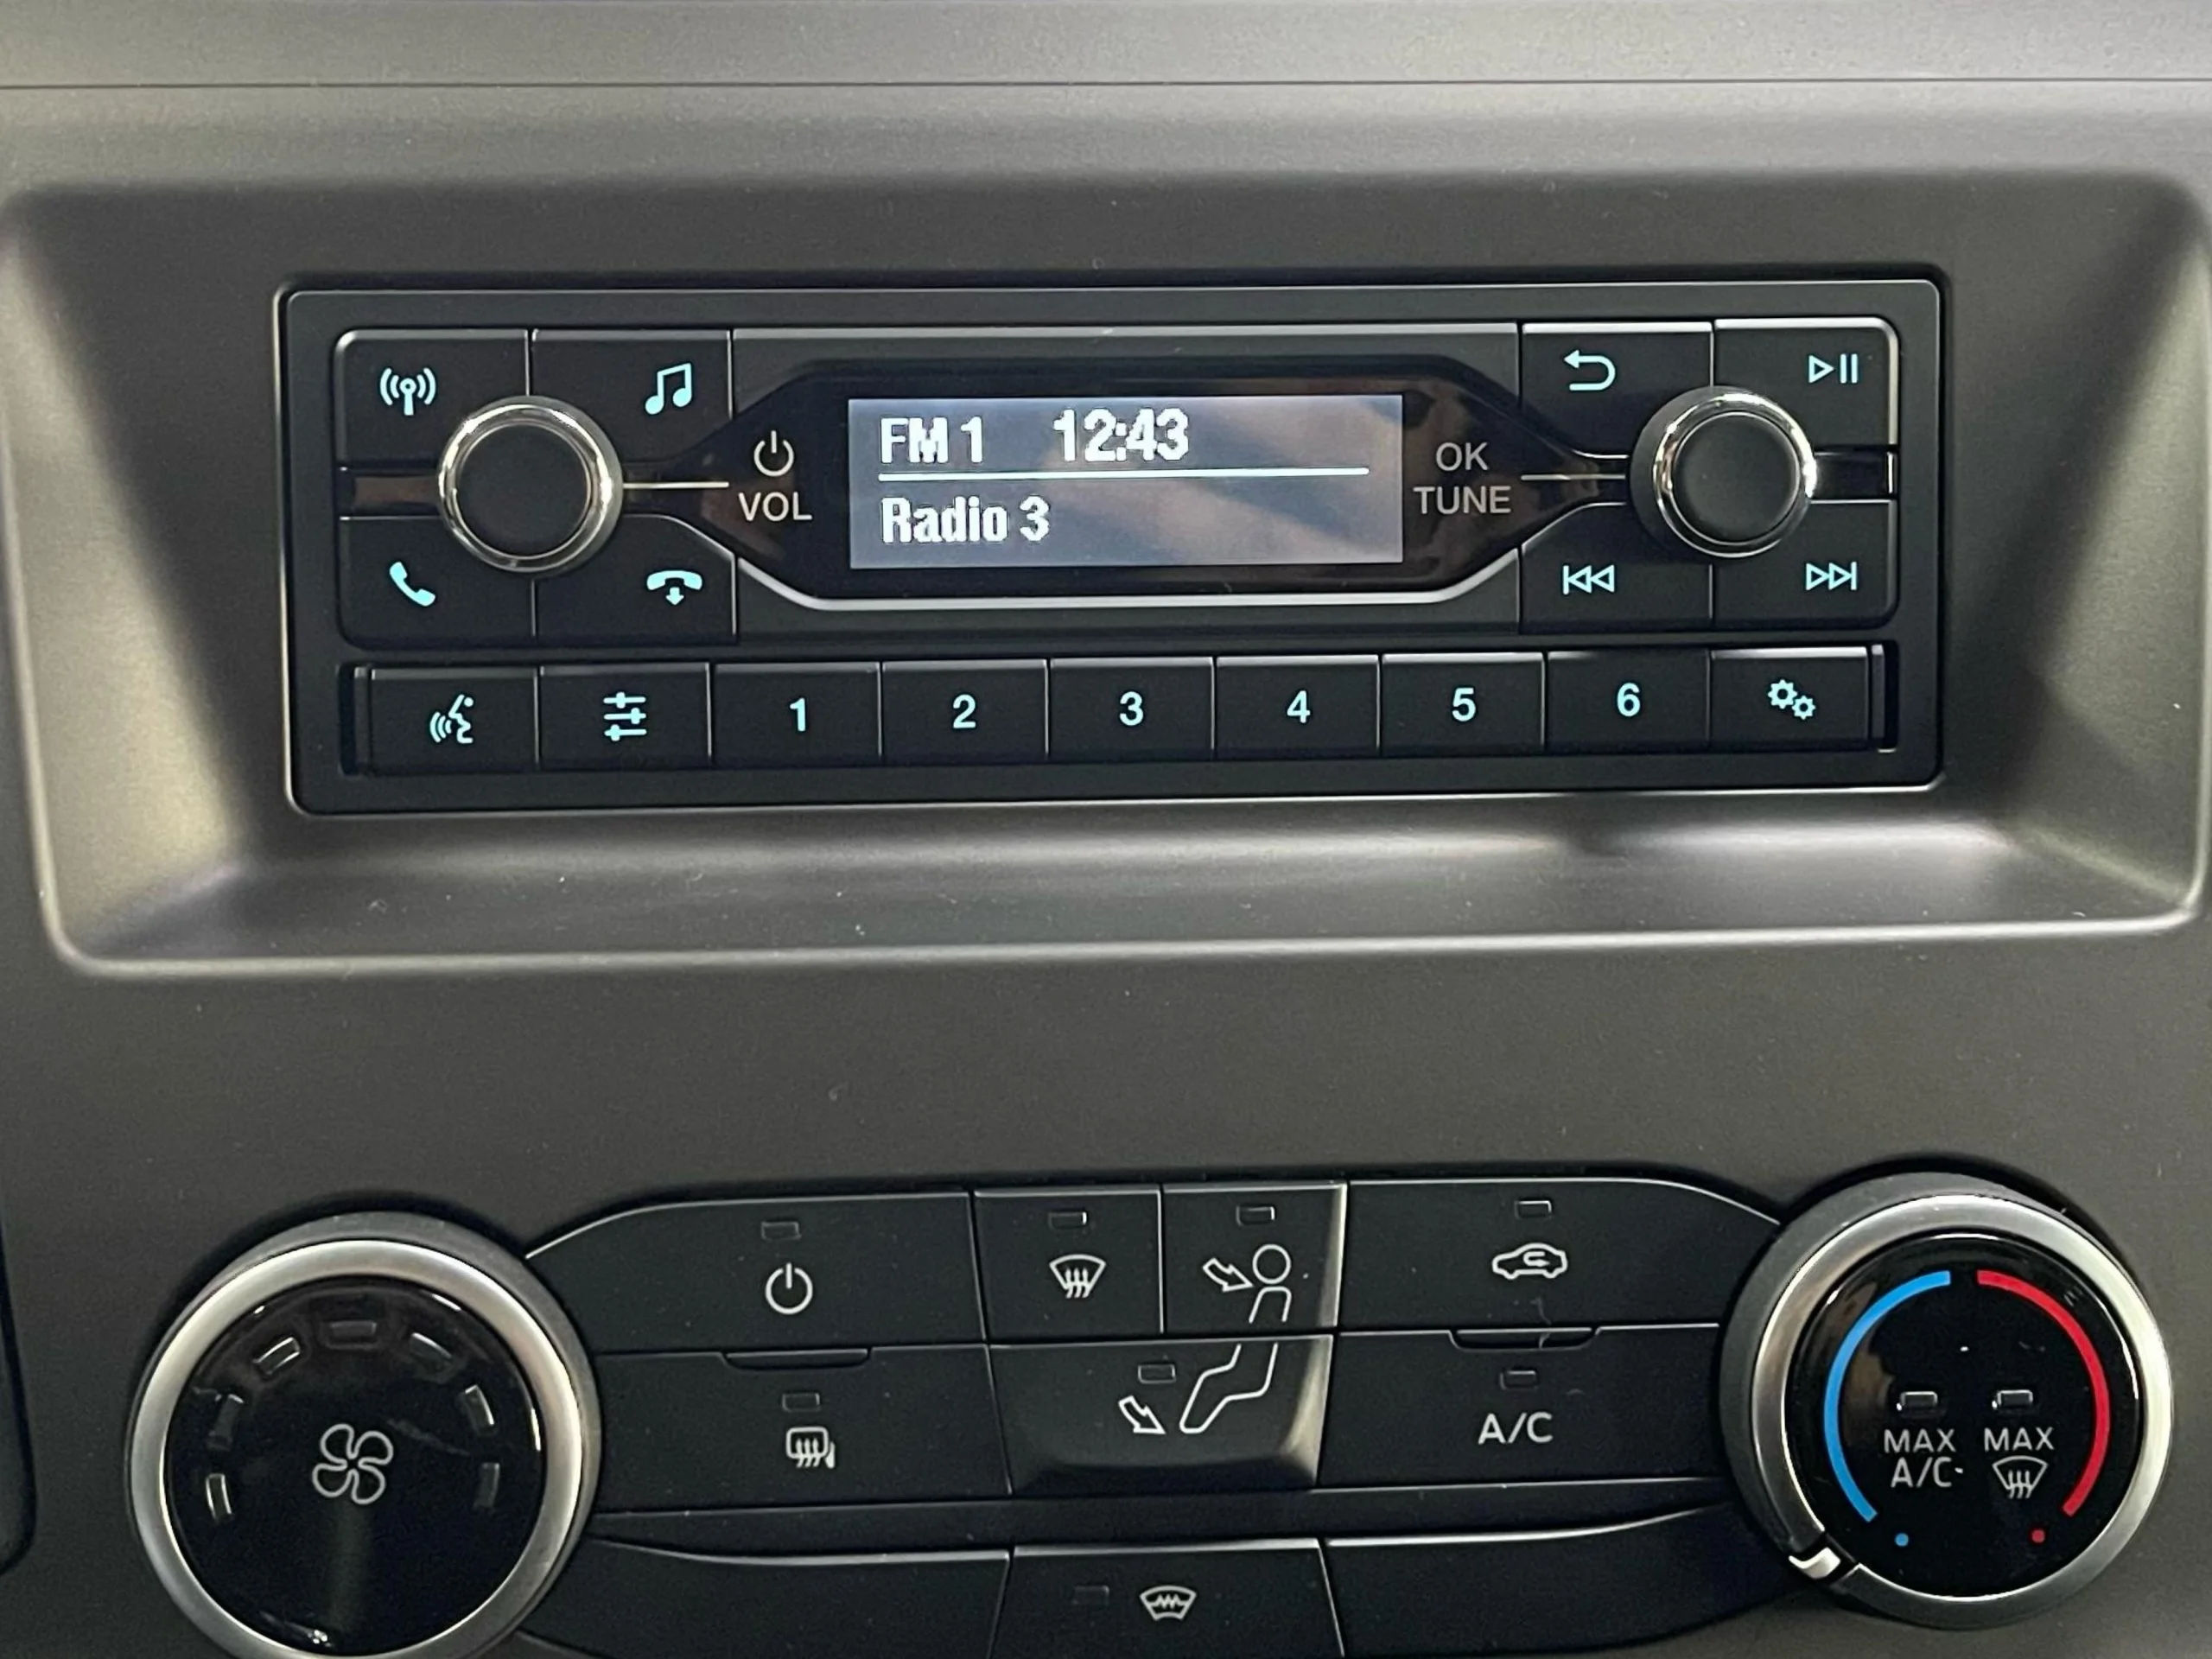 FM 1 12:43
Radio 3
VOL
OK
TUNE
1 2 3 4 5 6
A/C
MAX A/C
MAX